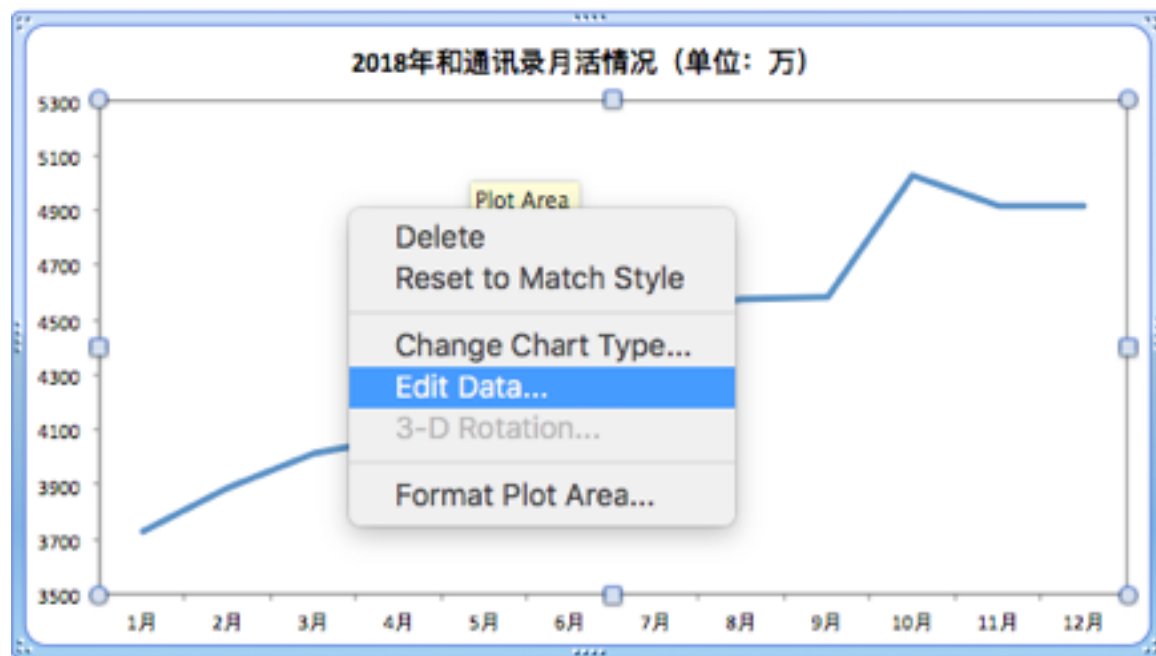 2018年和通讯录月活情况（单位：万）
5300
5100
4900
4700
4500
4300
4100
3900
3700
3500
Plot Area
Delete
Reset to Match Style
Change Chart Type...
Edit Data...
3-D Rotation...
Format Plot Area...
1月 2月 3月 4月 5月 6月 7月 8月 9月 10月 11月 12月